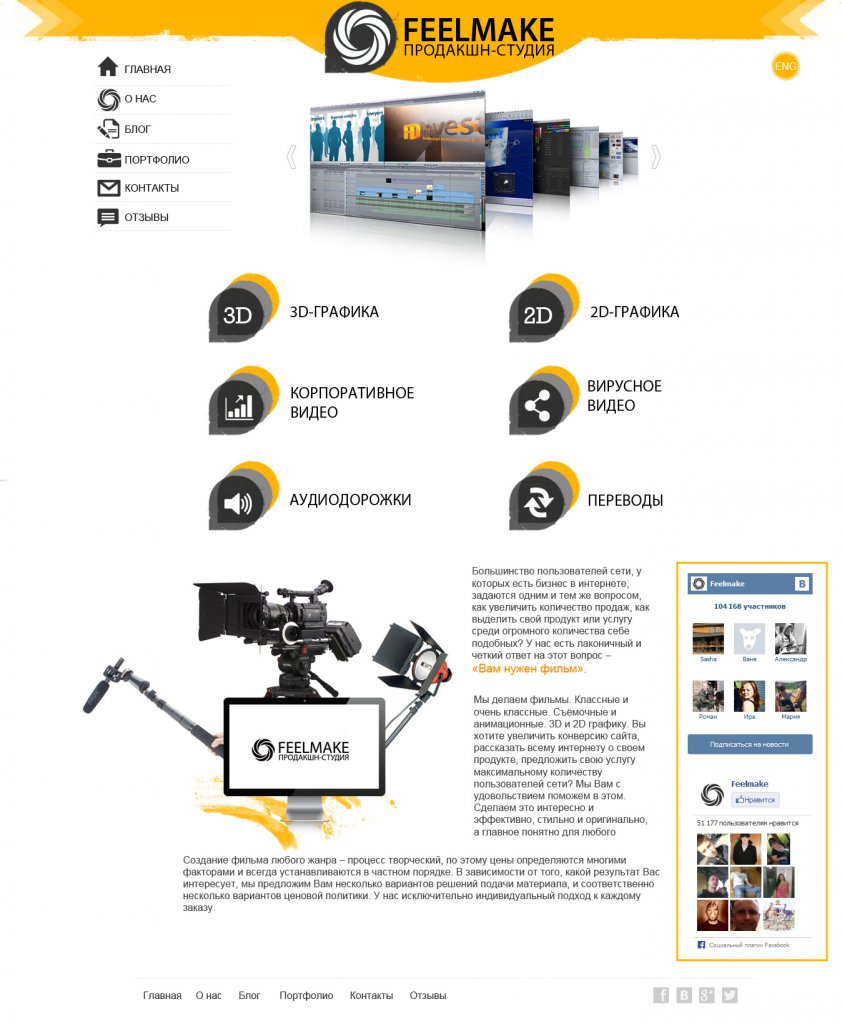 FEELMAKE
ПРОДАКШН-СТУДИЯ
ENG
ГЛАВНАЯ
О НАС
БЛОГ
ПОРТФОЛИО
КОНТАКТЫ
ОТЗЫВЫ
3D
3D-ГРАФИКА
2D
2D-ГРАФИКА
КОРПОРАТИВНОЕ
ВИДЕО
ВИРУСНОЕ
ВИДЕО
АУДИОДОРОЖКИ
ПЕРЕВОДЫ
FEELMAKE
ПРОДАКШН-СТУДИЯ
Большинство пользователей сети, у
которых есть бизнес в интернете,
задаются одним и тем же вопросом,
как увеличить количество продаж, как
выделить свой продукт или услугу
среди огромного количества себе
подобных? У нас есть лаконичный и
четкий ответ на этот вопрос –
«Вам нужен фильм».
Мы делаем фильмы. Классные и
очень классные. Съёмочные и
анимационные. 3D и 2D графику. Вы
хотите увеличить конверсию сайта,
рассказать всему интернету о своем
продукте, предложить свою услугу
максимальному количеству
пользователей сети? Мы Вам с
удовольствием поможем в этом.
Сделаем это интересно и
эффективно, стильно и оригинально,
а главное понятно для любого
Создание фильма любого жанра – процесс творческий, по этому цены определяются многими
факторами и всегда устанавливаются в частном порядке. В зависимости от того, какой результат Вас
интересует, мы предложим Вам несколько вариантов решений подачи материала, и соответственно
несколько вариантов ценовой политики. У нас исключительно индивидуальный подход к каждому
заказу.
Feelmake
B
104 168 участников
Sasha Ваня Александр
Роман Ира Мария
Подписаться на новости
Feelmake
Нравится
51 177 пользователям нравится
Социальный плагин Facebook
Главная О нас Блог Портфолио Контакты Отзывы